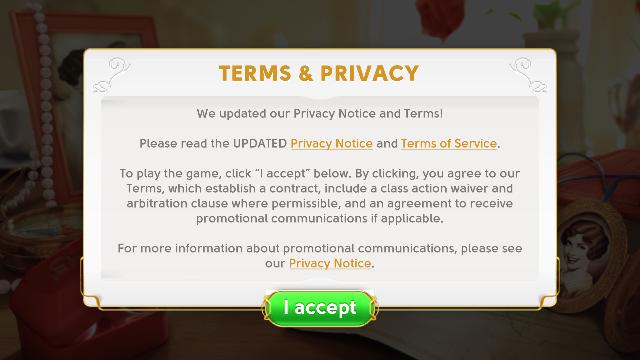 TERMS & PRIVACY
We updated our Privacy Notice and Terms!
Please read the UPDATED Privacy Notice and Terms of Service.
To play the game, click "I accept" below. By clicking, you agree to our
Terms, which establish a contract, include a class action waiver and
arbitration clause where permissible, and an agreement to receive
promotional communications if applicable.
For more information about promotional communications, please see
our Privacy Notice.
I accept